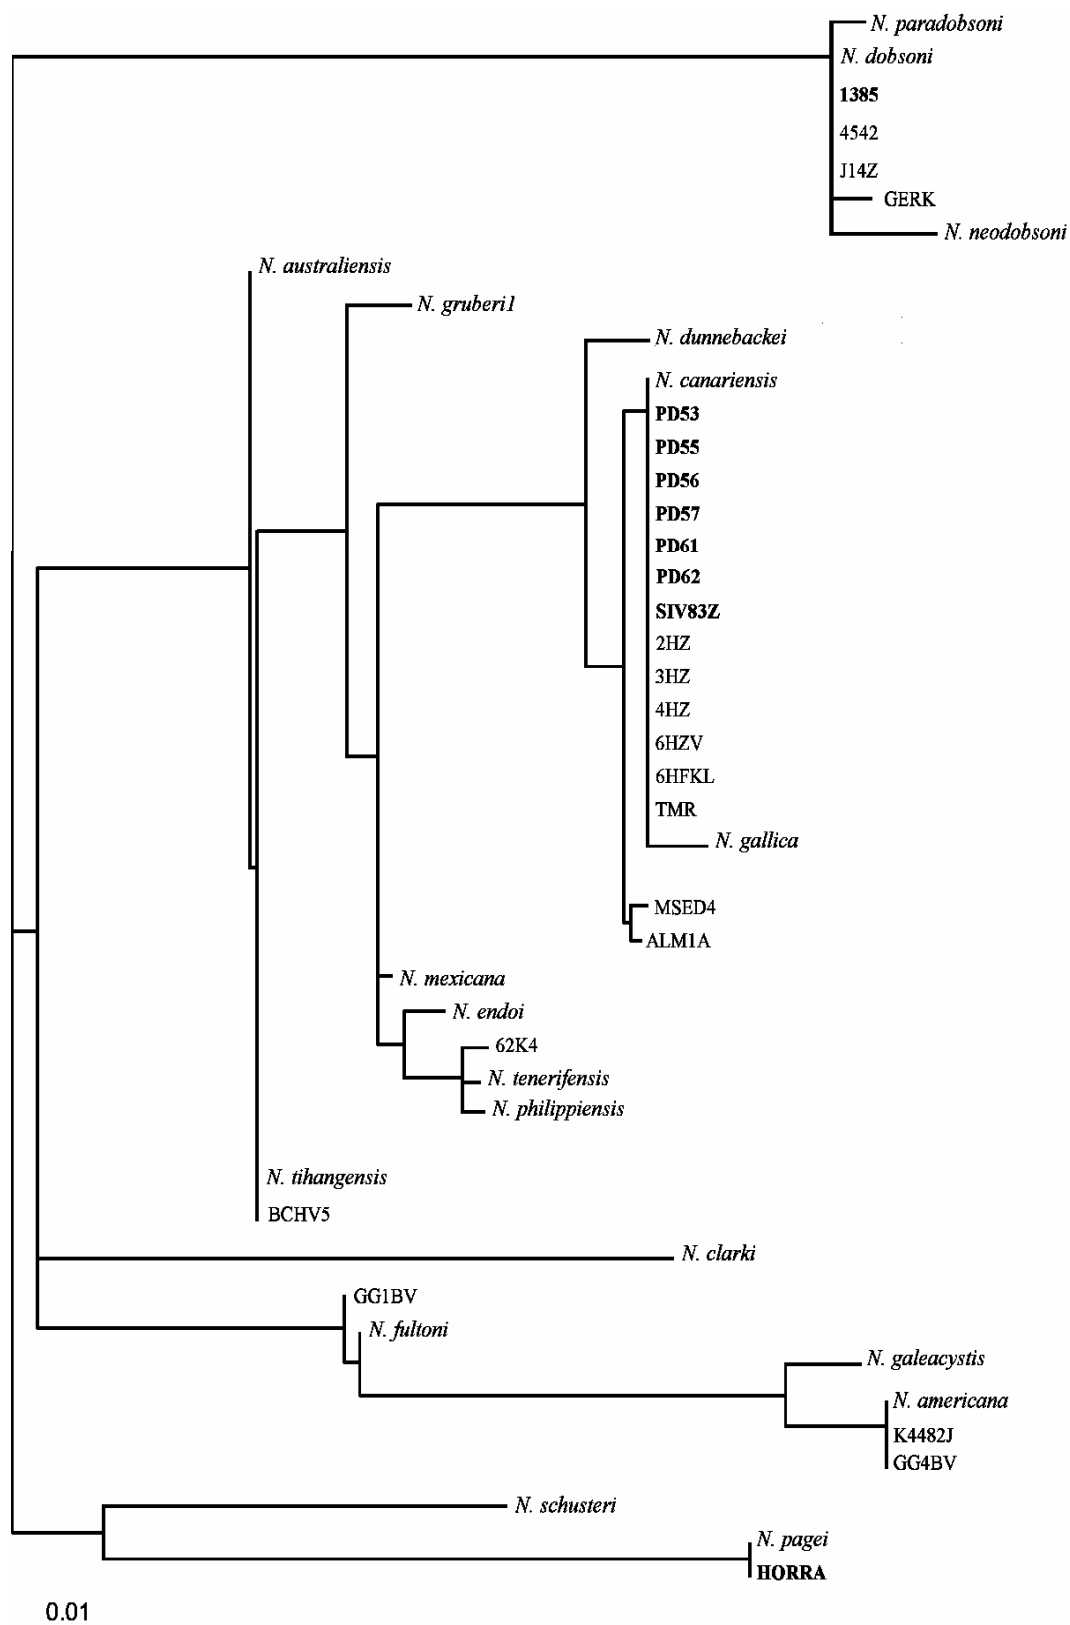 N. paradobsoni
N. dobsoni
1385
4542
J14Z
GERK
N. neodobsoni
N. australiensis
N. gruberi1
N. dunnebackei
N. canariensis
PD53
PD55
PD56
PD57
PD61
PD62
SIV83Z
2HZ
3HZ
4HZ
6HZV
6HFKL
TMR
N. gallica
MSED4
ALM1A
N. mexicana
N. endoi
62K4
N. tenerifensis
N. philippiensis
N. tihangensis
BCHV5
N. clarki
GG1BV
N. fultoni
N. galeacystis
N. americana
K4482J
GG4BV
N. schusteri
N. pagei
HORRA
0.01